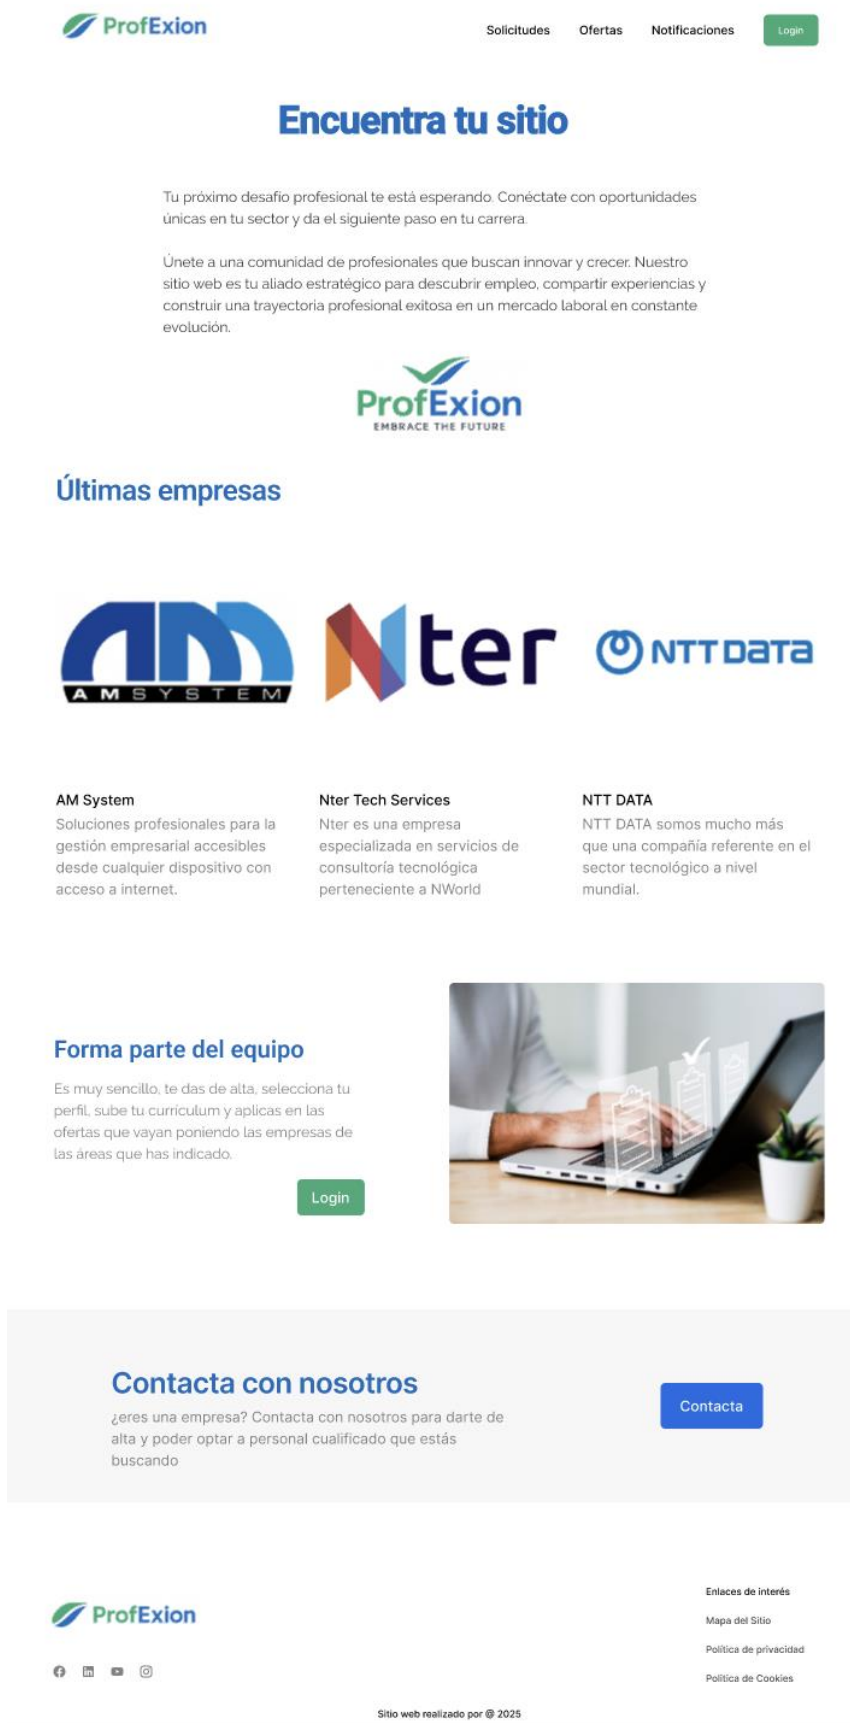 ProfExion
Solicitudes Ofertas Notificaciones Login
Encuentra tu sitio
Tu próximo desafío profesional te está esperando. Conéctate con oportunidades
únicas en tu sector y da el siguiente paso en tu carrera.
Únete a una comunidad de profesionales que buscan innovar y crecer. Nuestro
sitio web es tu aliado estratégico para descubrir empleo, compartir experiencias y
construir una trayectoria profesional exitosa en un mercado laboral en constante
evolución.
ProfExion
EMBRACE THE FUTURE
Últimas empresas
AM SYSTEM
Nter
NTT DATA
AM System
Soluciones profesionales para la
gestión empresarial accesibles
desde cualquier dispositivo con
acceso a internet.
Nter Tech Services
Nter es una empresa
especializada en servicios de
consultoría tecnológica
perteneciente a NWorld
NTT DATA
NTT DATA somos mucho más
que una compañía referente en el
sector tecnológico a nivel
mundial.
Forma parte del equipo
Es muy sencillo, te das de alta, selecciona tu
perfil, sube tu curriculum y aplicas en las
ofertas que vayan poniendo las empresas de
las áreas que has indicado.
Login
Contacta con nosotros
¿eres una empresa? Contacta con nosotros para darte de
alta y poder optar a personal cualificado que estás
buscando
Contacta
ProfExion
Enlaces de interés
Mapa del Sitio
Política de privacidad
Política de Cookies
Sitio web realizado por @ 2025